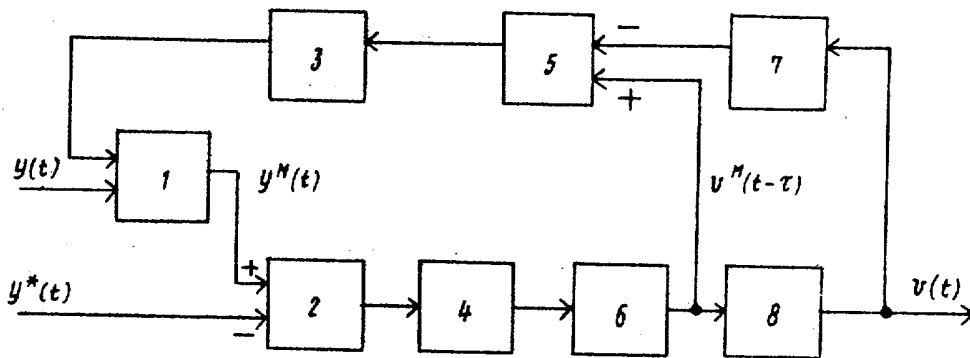 3
5
7
−
+
1
y(t)
y^M(t)
v^M(t-τ)
y*(t)
+
−
2
4
6
8
v(t)